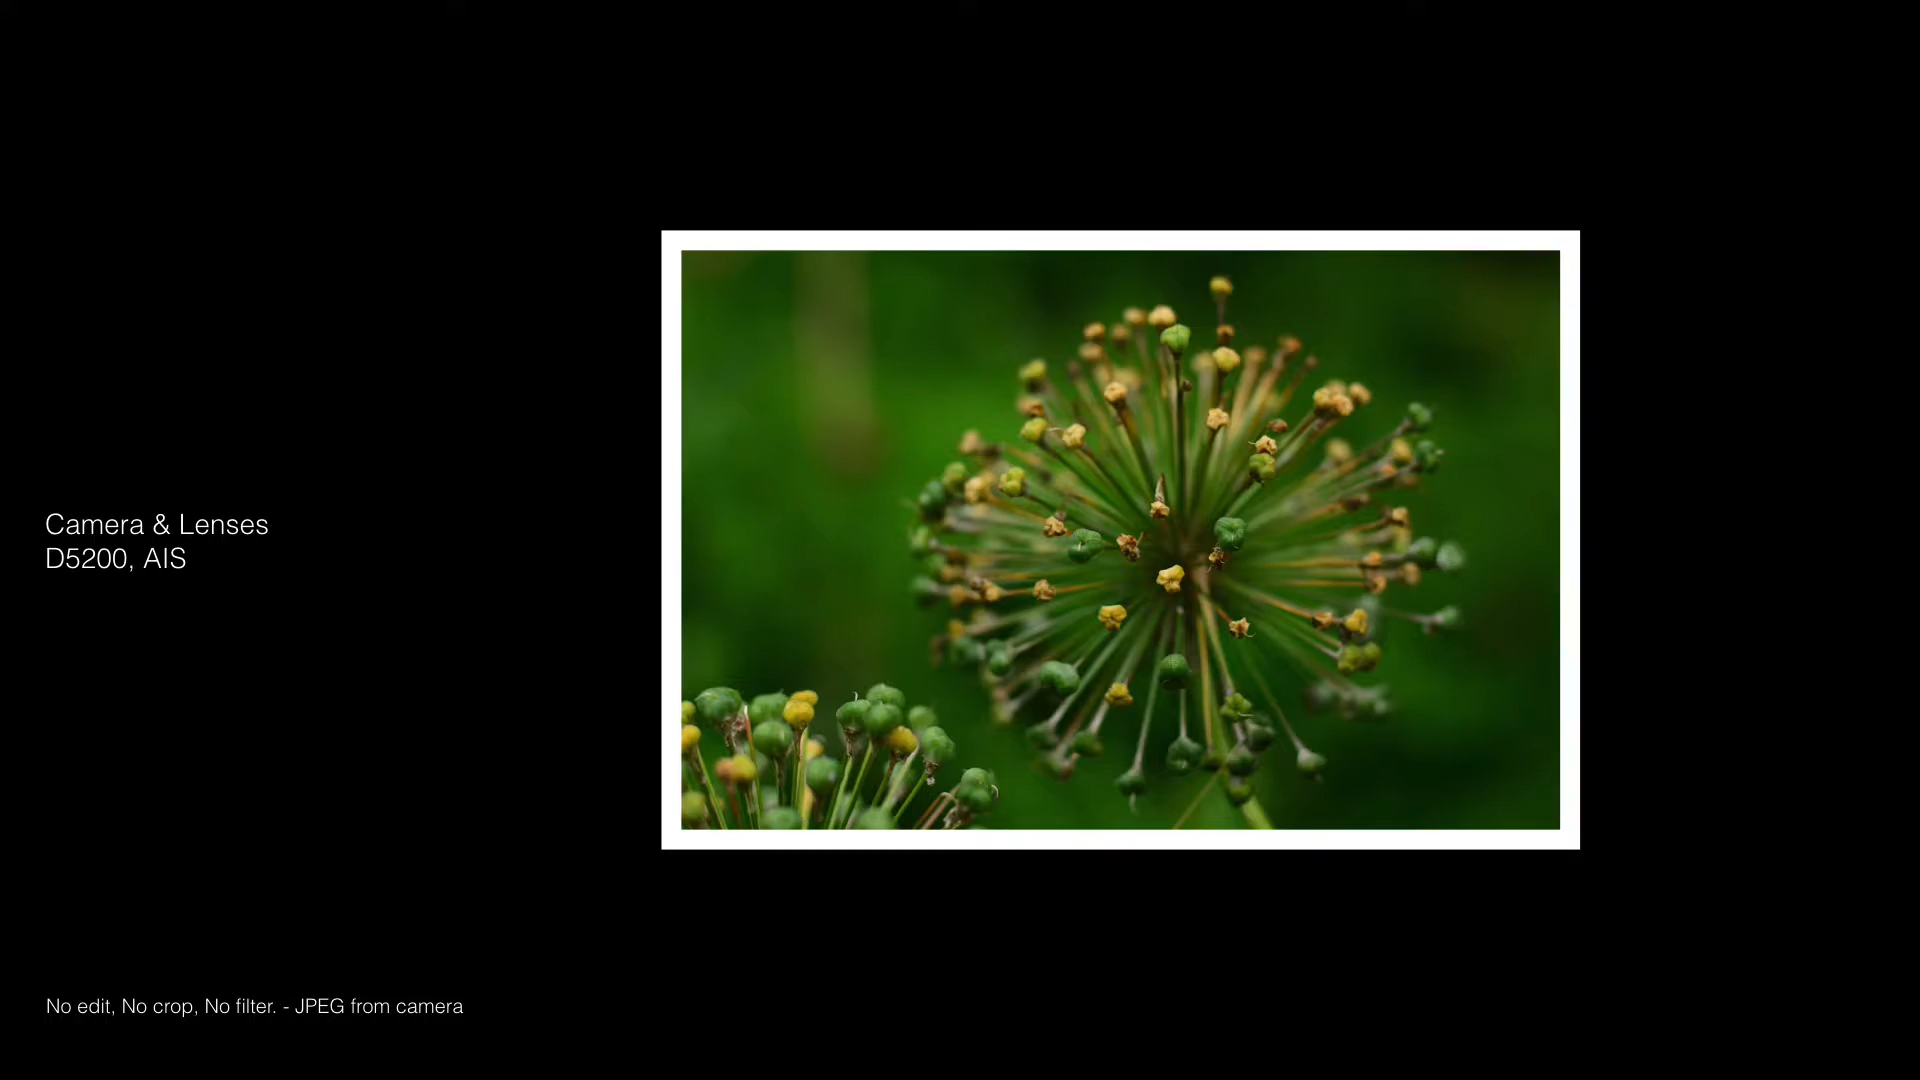 Camera & Lenses
D5200, AIS
No edit, No crop, No filter. - JPEG from camera